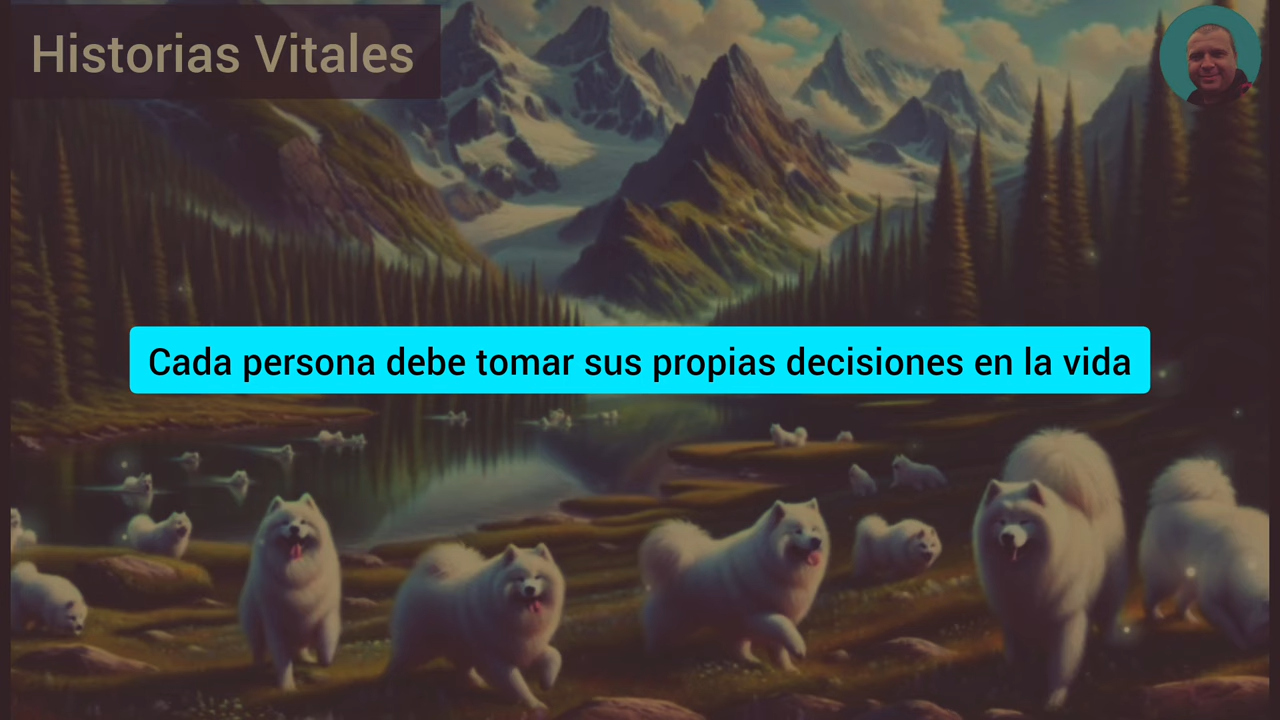 Historias Vitales
Cada persona debe tomar sus propias decisiones en la vida